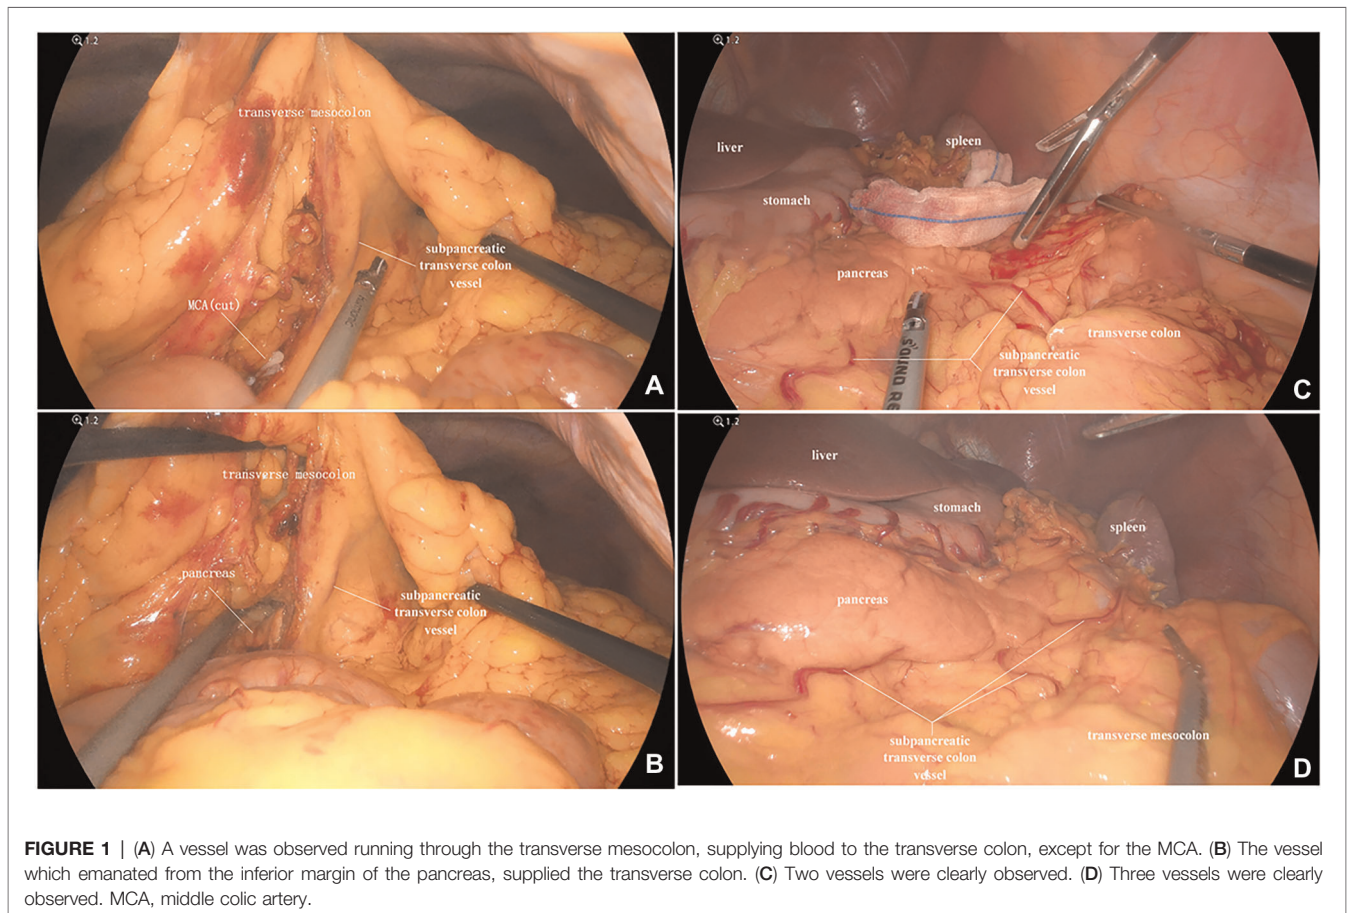 1.2
transverse mesocolon
subpancreatic
transverse colon
vessel
MCA(cut)
A
1.2
liver
spleen
stomach
pancreas
transverse colon
subpancreatic
transverse colon
vessel
SOUND RE
C
1.2
transverse mesocolon
pancreas
subpancreatic
transverse colon
vessel
B
1.2
liver
stomach
spleen
pancreas
subpancreatic
transverse colon
vessel
transverse mesocolon
D
FIGURE 1 | (A) A vessel was observed running through the transverse mesocolon, supplying blood to the transverse colon, except for the MCA. (B) The vessel
which emanated from the inferior margin of the pancreas, supplied the transverse colon. (C) Two vessels were clearly observed. (D) Three vessels were clearly
observed. MCA, middle colic artery.